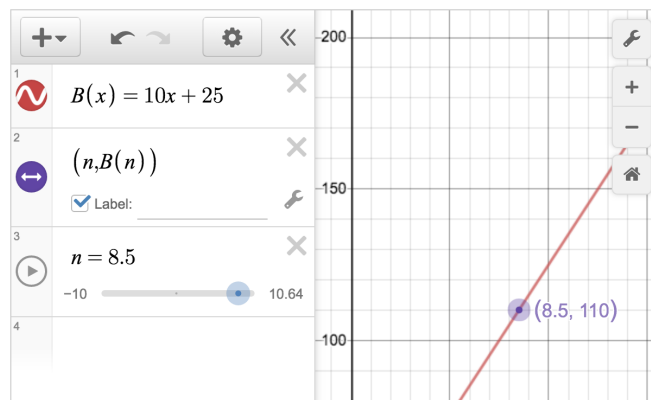 1
B(x) = 10x + 25
2
(n,B(n))
Label:
3
n = 8.5
−10 10.64
4
200
150
100
(8.5, 110)